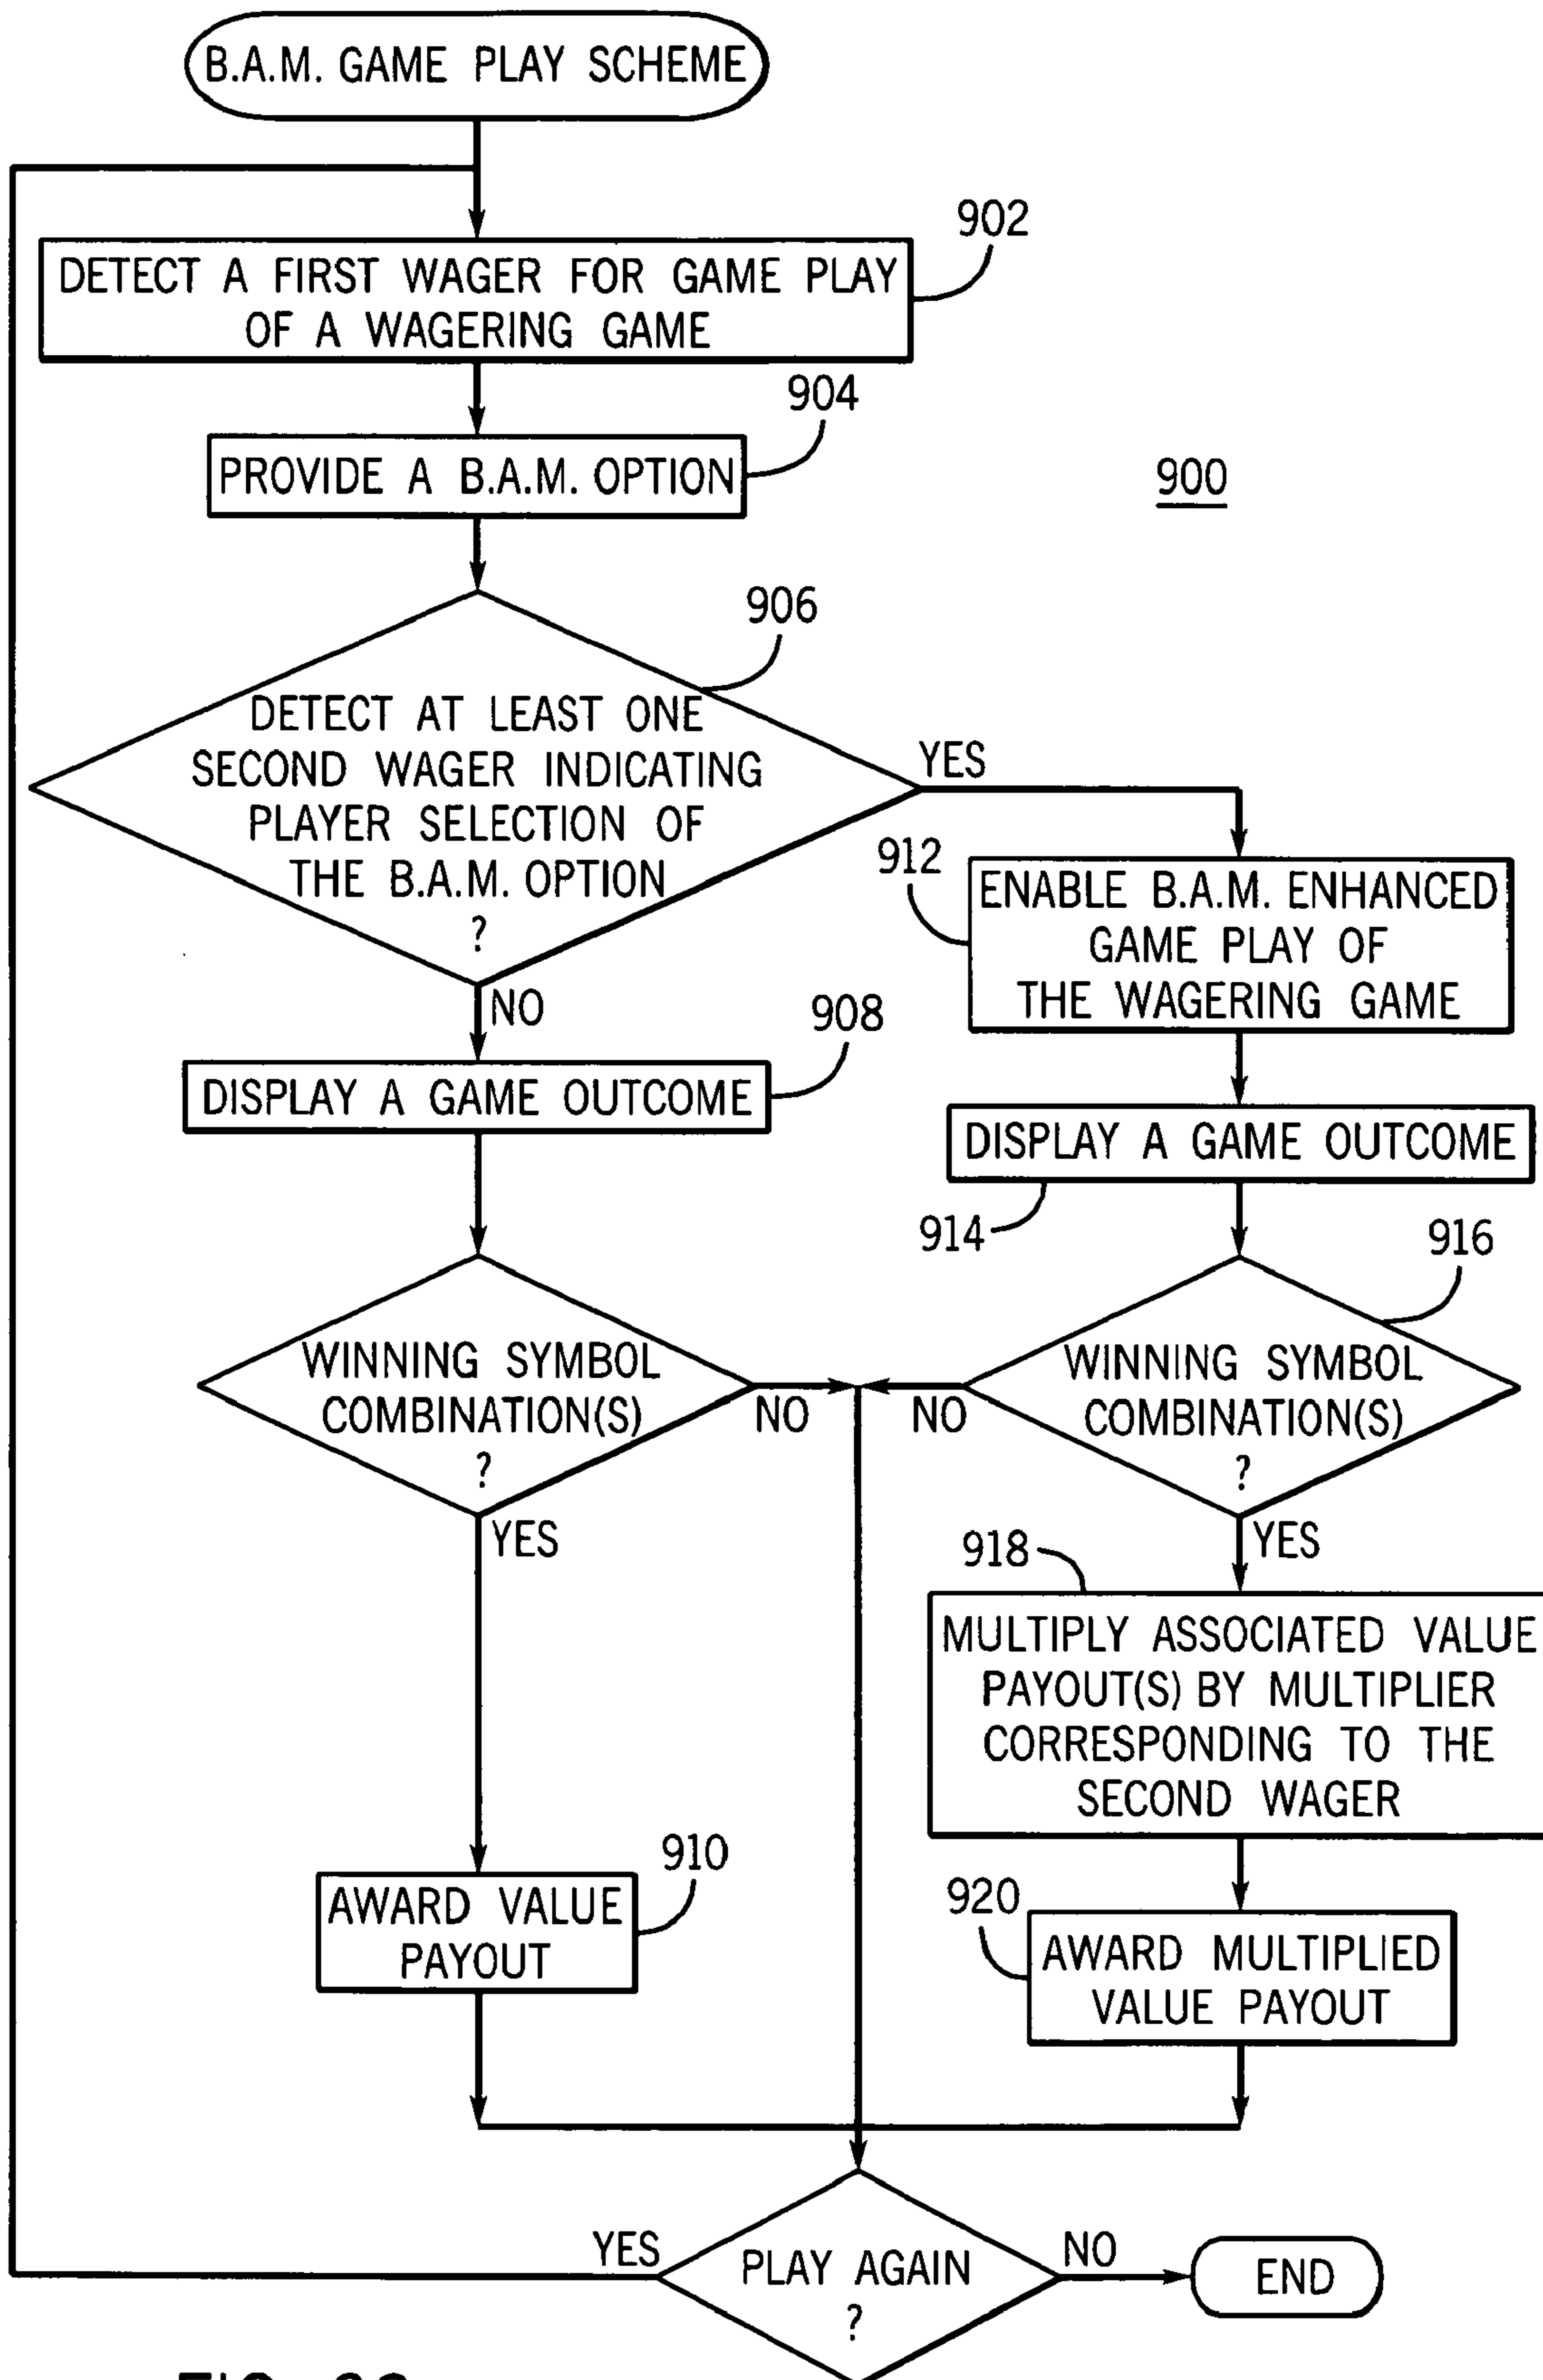 B.A.M. GAME PLAY SCHEME
902
DETECT A FIRST WAGER FOR GAME PLAY
OF A WAGERING GAME
904
PROVIDE A B.A.M. OPTION
900
906
DETECT AT LEAST ONE
SECOND WAGER INDICATING
PLAYER SELECTION OF
THE B.A.M. OPTION
?
YES
NO
912
ENABLE B.A.M. ENHANCED
GAME PLAY OF
THE WAGERING GAME
908
DISPLAY A GAME OUTCOME
DISPLAY A GAME OUTCOME
914
916
WINNING SYMBOL
COMBINATION(S)
?
NO
YES
WINNING SYMBOL
COMBINATION(S)
?
NO
YES
918
MULTIPLY ASSOCIATED VALUE
PAYOUT(S) BY MULTIPLIER
CORRESPONDING TO THE
SECOND WAGER
910
AWARD VALUE
PAYOUT
920
AWARD MULTIPLIED
VALUE PAYOUT
YES
PLAY AGAIN
?
NO
END